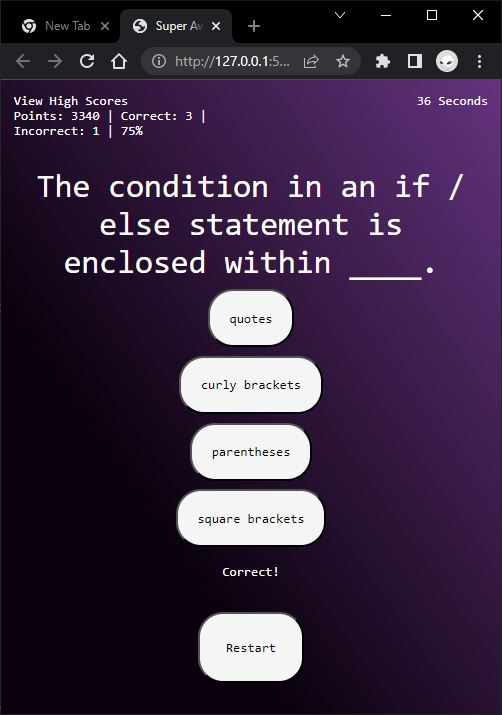 New Tab
Super Aw
http://127.0.0.1:5...
View High Scores
36 Seconds
Points: 3340 | Correct: 3 |
Incorrect: 1 | 75%
The condition in an if /
else statement is
enclosed within ____.
quotes
curly brackets
parentheses
square brackets
Correct!
Restart